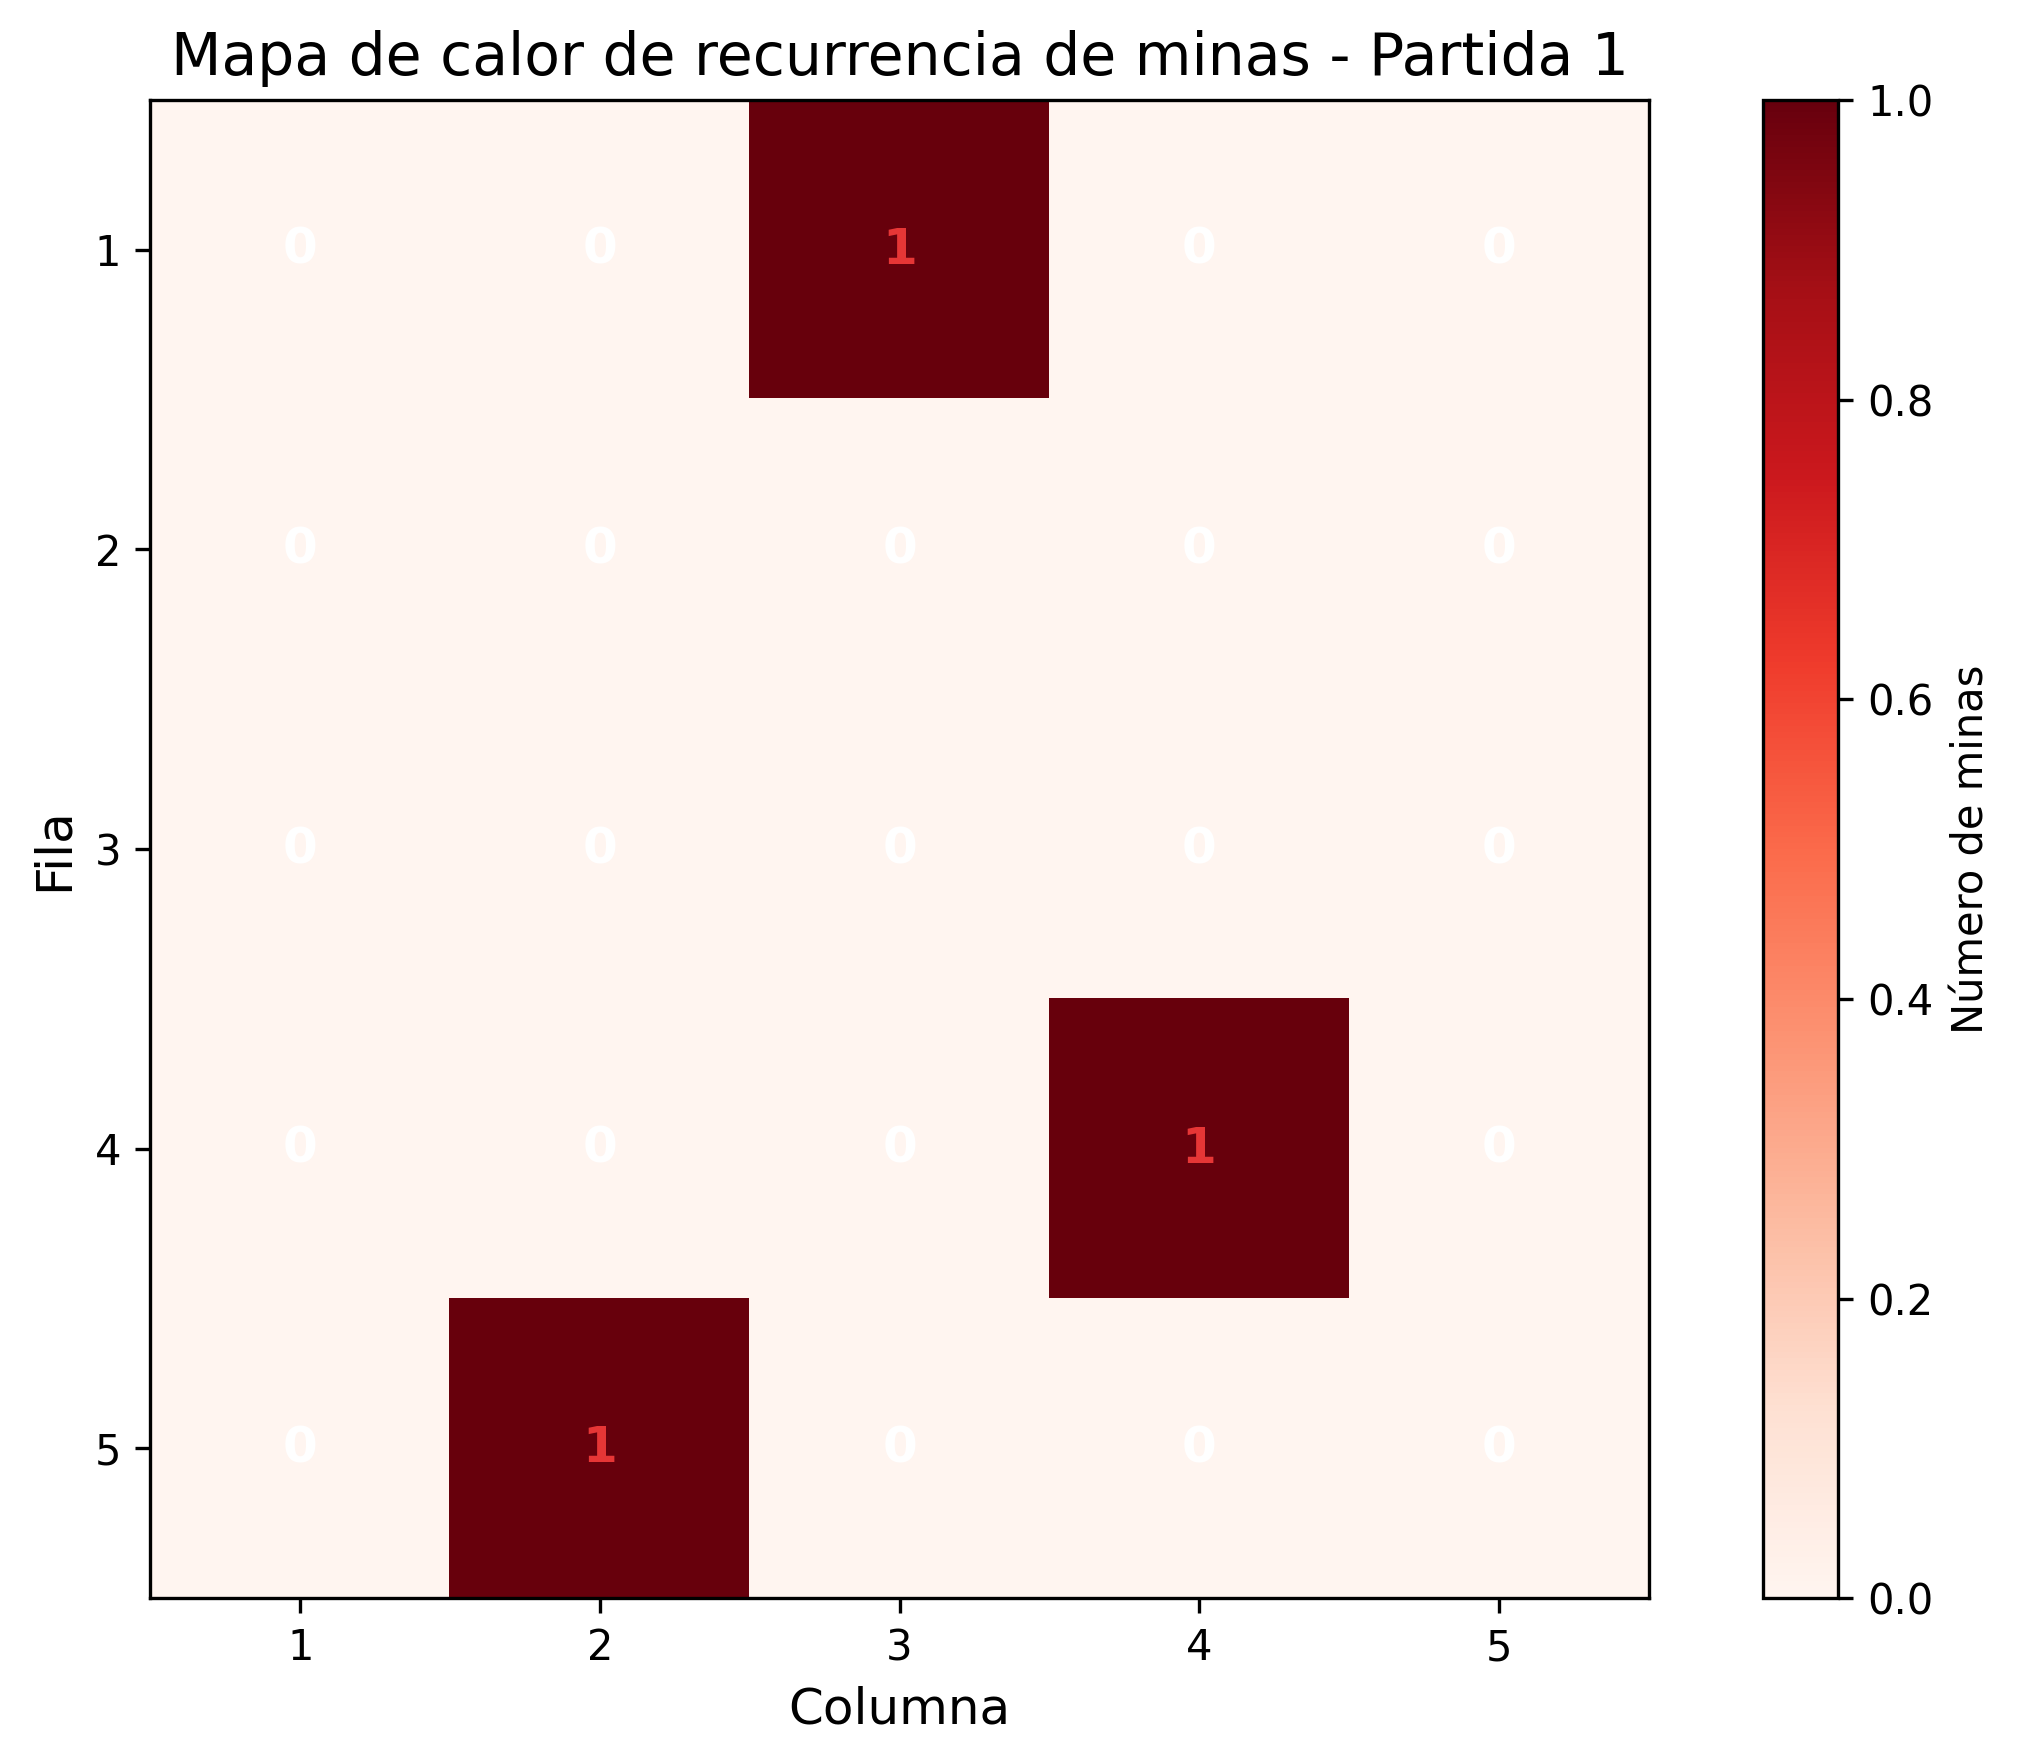 Mapa de calor de recurrencia de minas - Partida 1
1.0
0.8
0.6
0.4
0.2
0.0
Número de minas
Fila
1 0 0 1 0 0
2 0 0 0 0 0
3 0 0 0 0 0
4 0 0 0 1 0
5 0 1 0 0 0
1 2 3 4 5
Columna